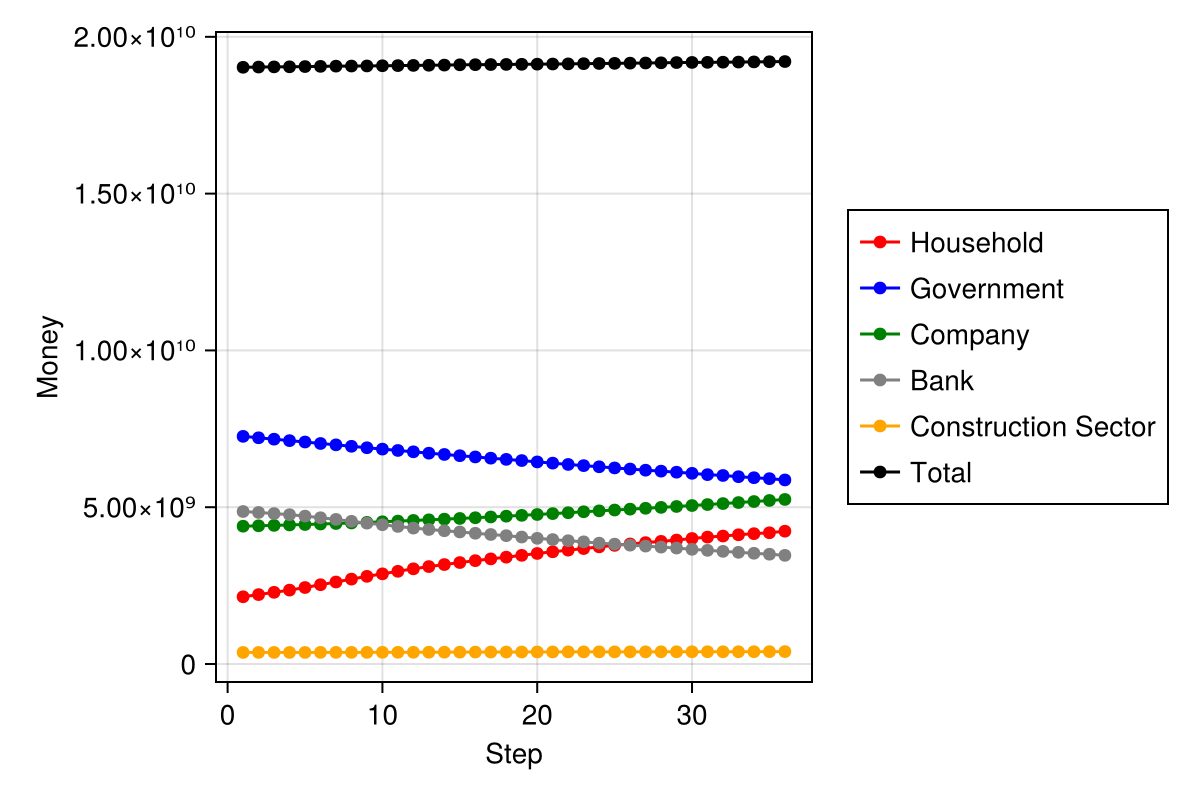 2.00×10¹⁰
1.50×10¹⁰
1.00×10¹⁰
5.00×10⁹
0
Money
0 10 20 30
Step
Household
Government
Company
Bank
Construction Sector
Total